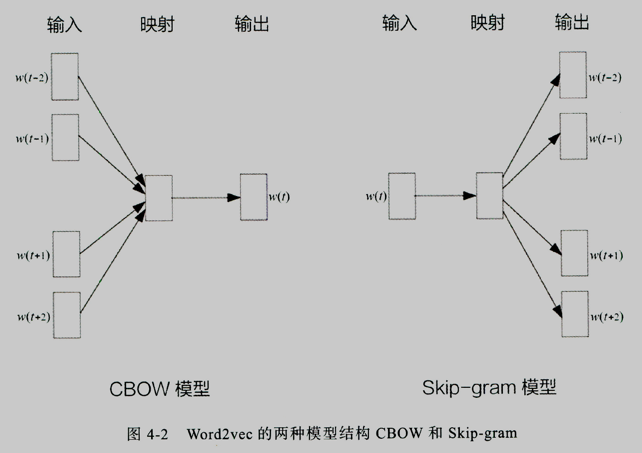 输入 映射 输出 输入 映射 输出
w(t-2) w(t-2)
w(t-1) w(t-1)
w(t) w(t)
w(t+1) w(t+1)
w(t+2) w(t+2)
CBOW 模型 Skip-gram 模型
图 4-2 Word2vec 的两种模型结构 CBOW 和 Skip-gram